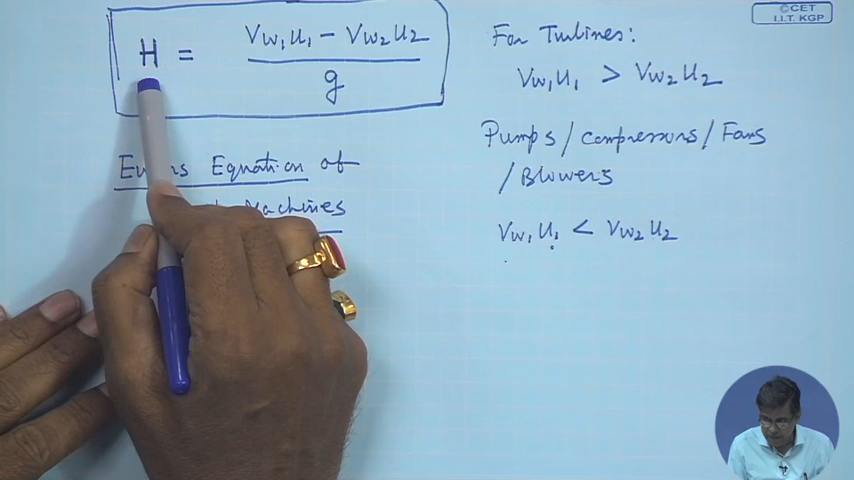 H = Vw₁U₁ - Vw₂U₂ / g
Equation of
Machines
For Turbines:
Vw₁U₁ > Vw₂U₂
Pumps / compressors / Fans
/ Blowers
Vw₁U₁ < Vw₂U₂
©CET
I.I.T. KGP